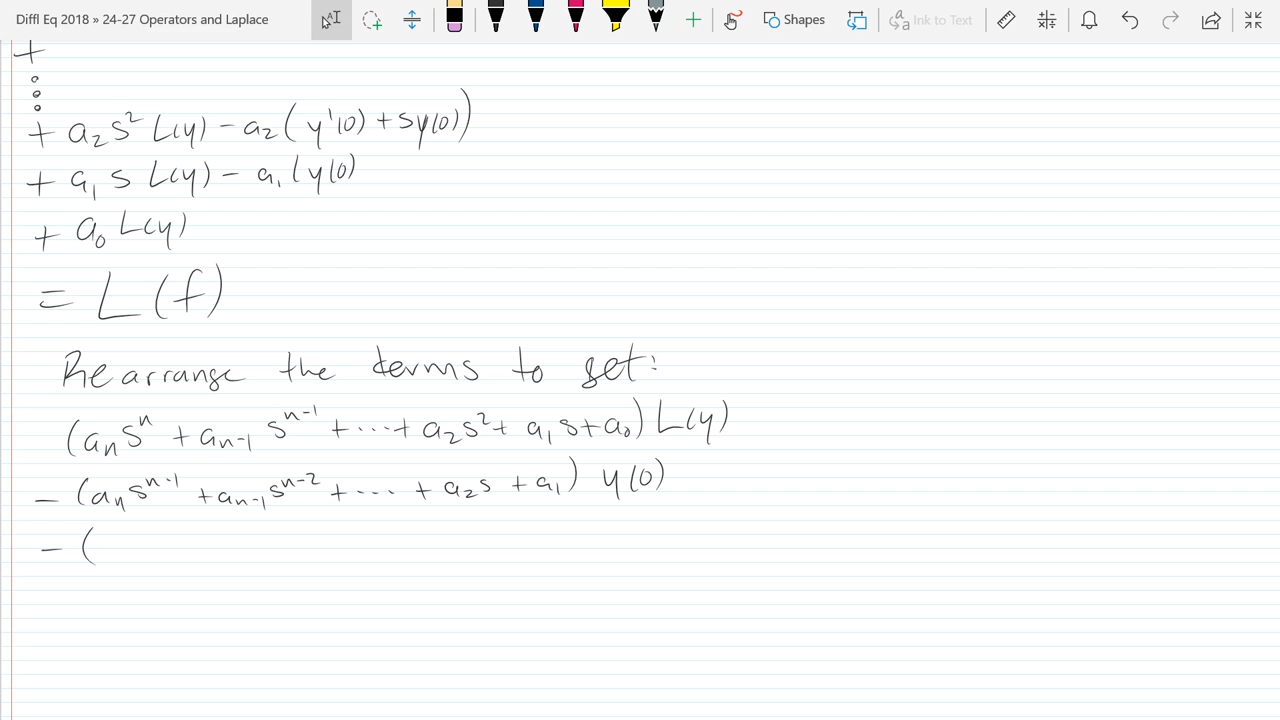 Diffl Eq 2018 » 24-27 Operators and Laplace Shapes Ink to Text
+
+ a₂s² L(y) - a₂(y'(0) + sy(0))
+ a₁ s L(y) - a₁(y(0)
+ a₀ L(y)
= L(f)
Rearrange the terms to get:
(aₙsⁿ + aₙ₋₁ sⁿ⁻¹ + ... + a₂s² + a₁s + a₀) L(y)
- (aₙsⁿ⁻¹ + aₙ₋₁sⁿ⁻² + ... + a₂s + a₁) y(0)
- (